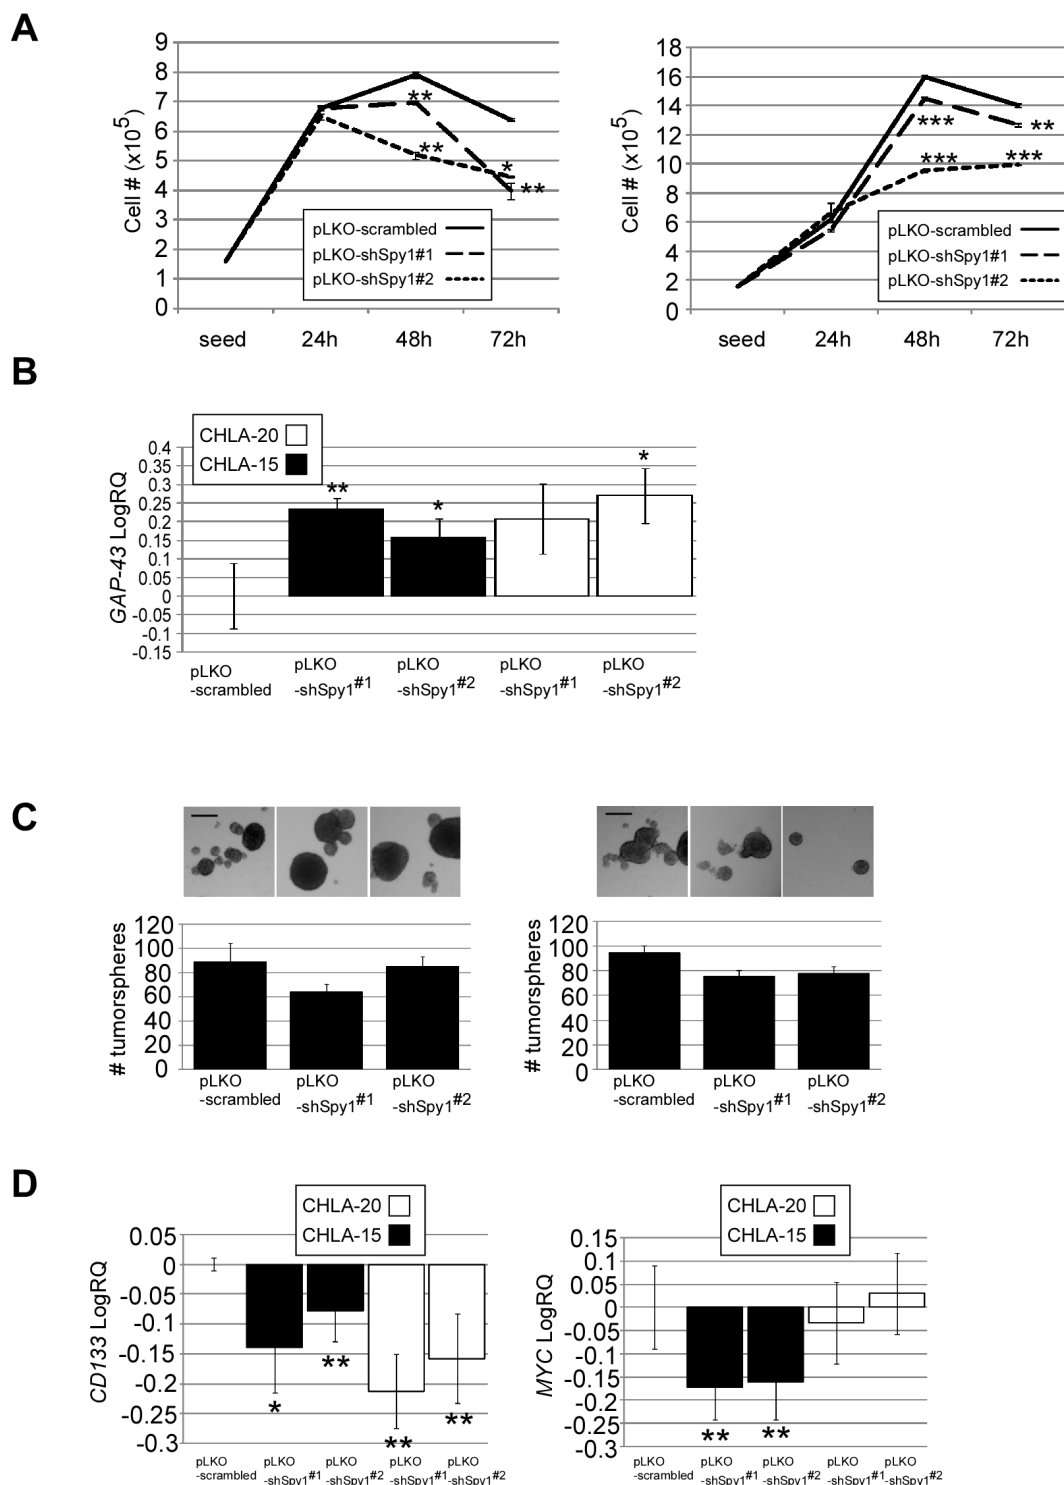 A
9
8
7
6
5
4
3
2
1
0
Cell # (x10^5)
**
**
*
**
pLKO-scrambled
pLKO-shSpy1#1
pLKO-shSpy1#2
seed 24h 48h 72h
18
16
14
12
10
8
6
4
2
0
Cell # (x10^5)
***
**
***
***
pLKO-scrambled
pLKO-shSpy1#1
pLKO-shSpy1#2
seed 24h 48h 72h
B
CHLA-20
CHLA-15
0.4
0.35
0.3
0.25
0.2
0.15
0.1
0.05
0
-0.05
-0.1
-0.15
GAP-43 LogRQ
**
*
*
pLKO
-scrambled
pLKO
-shSpy1#1
pLKO
-shSpy1#2
pLKO
-shSpy1#1
pLKO
-shSpy1#2
C
120
100
80
60
40
20
0
# tumorspheres
pLKO
-scrambled
pLKO
-shSpy1#1
pLKO
-shSpy1#2
120
100
80
60
40
20
0
# tumorspheres
pLKO
-scrambled
pLKO
-shSpy1#1
pLKO
-shSpy1#2
D
CHLA-20
CHLA-15
0.05
0
-0.05
-0.1
-0.15
-0.2
-0.25
-0.3
CD133 LogRQ
*
**
**
**
pLKO
-scrambled
pLKO
-shSpy1#1
pLKO
-shSpy1#2
pLKO
-shSpy1#1
pLKO
-shSpy1#2
CHLA-20
CHLA-15
0.15
0.1
0.05
0
-0.05
-0.1
-0.15
-0.2
-0.25
-0.3
MYC LogRQ
**
**
pLKO
-scrambled
pLKO
-shSpy1#1
pLKO
-shSpy1#2
pLKO
-shSpy1#1
pLKO
-shSpy1#2